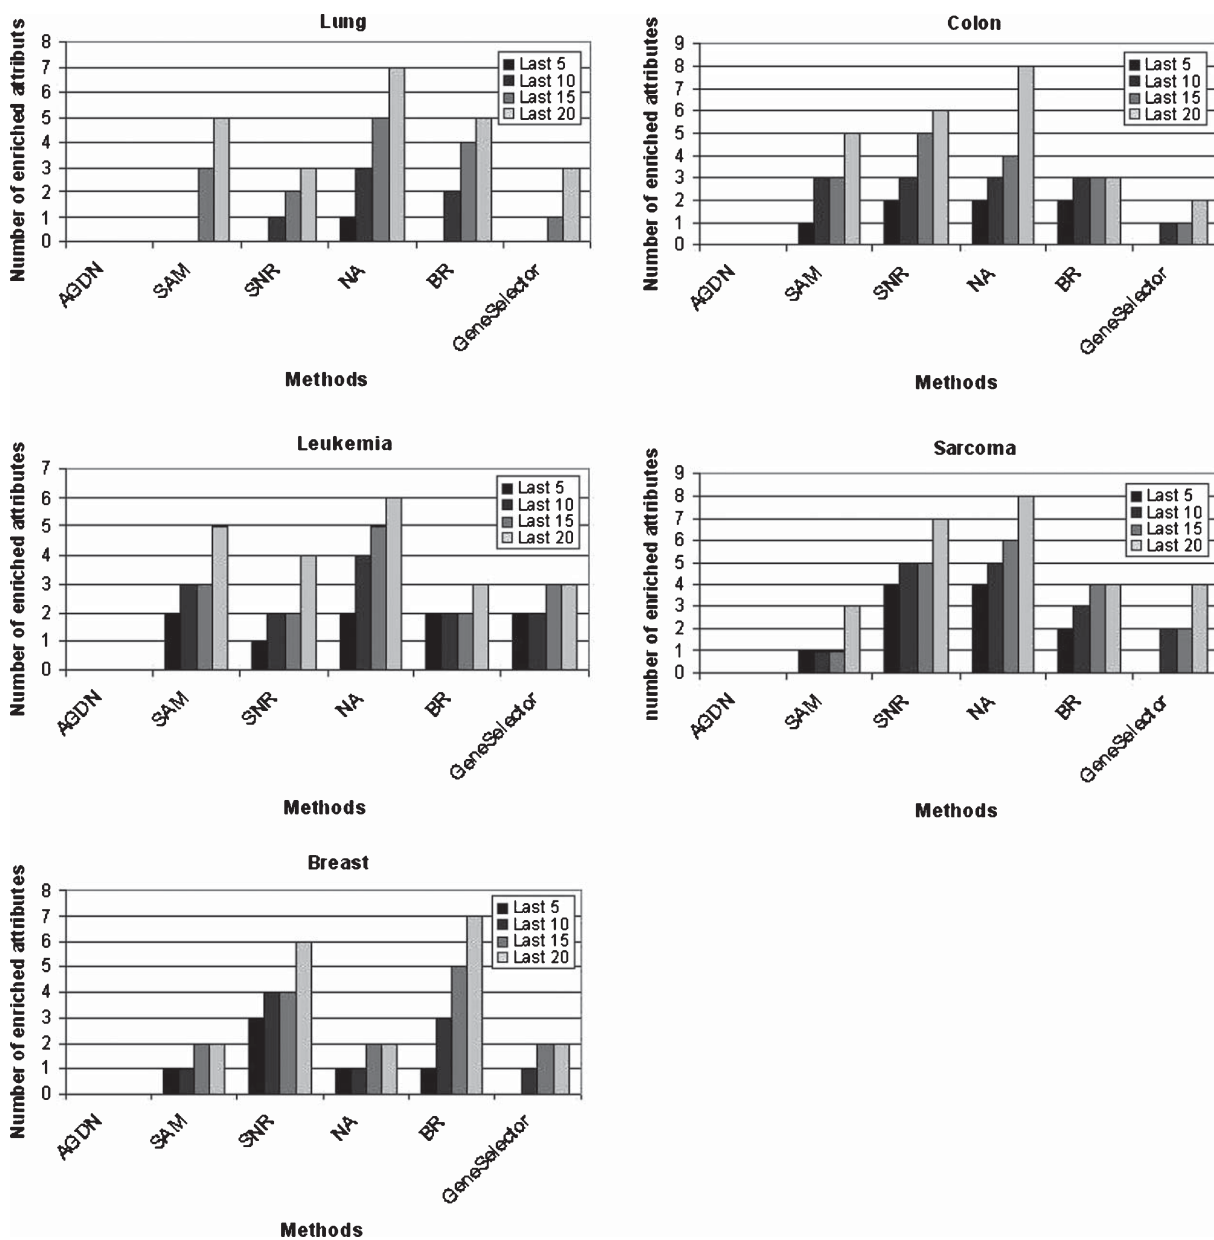 Lung
Number of enriched attributs
8
7
6
5
4
3
2
1
0
Last 5
Last 10
Last 15
Last 20
AGDN
SAM
SNR
NA
BR
GeneSelector
Methods
Colon
Number of enriched attributes
9
8
7
6
5
4
3
2
1
0
Last 5
Last 10
Last 15
Last 20
AGDN
SAM
SNR
NA
BR
GeneSelector
Methods
Leukemia
Number of enriched attributes
7
6
5
4
3
2
1
0
Last 5
Last 10
Last 15
Last 20
AGDN
SAM
SNR
NA
BR
GeneSelector
Methods
Sarcoma
number of enriched attributes
9
8
7
6
5
4
3
2
1
0
Last 5
Last 10
Last 15
Last 20
AGDN
SAM
SNR
NA
BR
GeneSelector
Methods
Breast
Number of enriched attributes
8
7
6
5
4
3
2
1
0
Last 5
Last 10
Last 15
Last 20
AGDN
SAM
SNR
NA
BR
GeneSelector
Methods